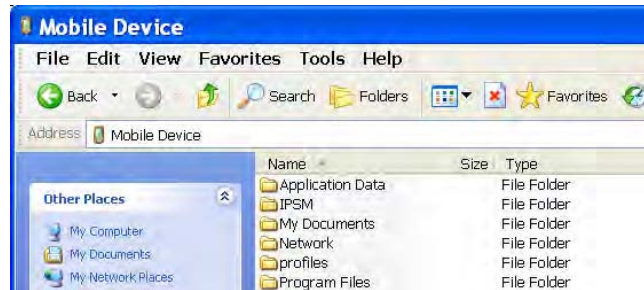 Mobile Device
File Edit View Favorites Tools Help
Back Search Folders Favorites
Address Mobile Device
Name Size Type
Application Data File Folder
IPSM File Folder
My Documents File Folder
Network File Folder
profiles File Folder
Program Files File Folder
Other Places
My Computer
My Documents
My Network Places